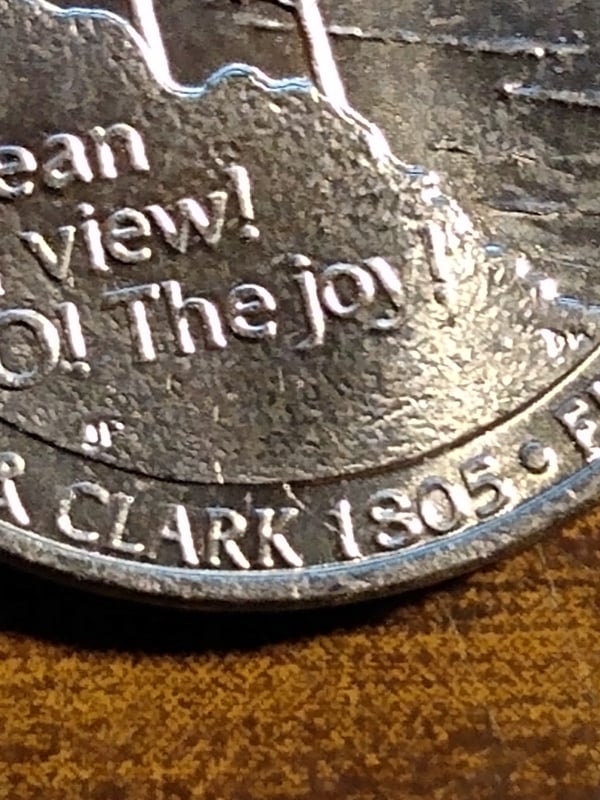 ean
view!
O! The joy!
R CLARK 1805 • E